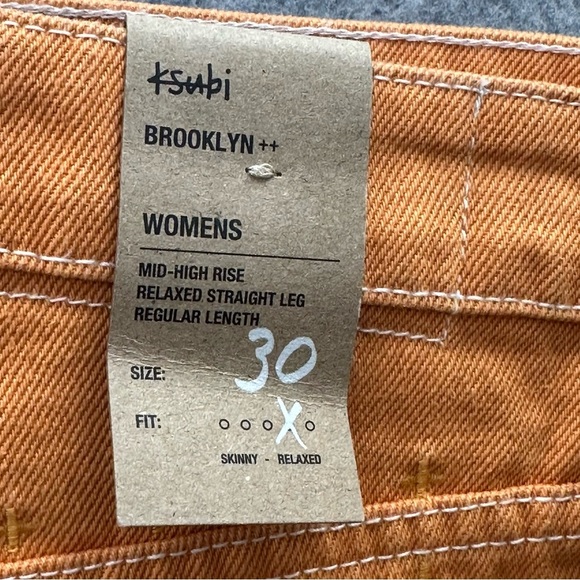 ksubi
BROOKLYN ++
WOMENS
MID-HIGH RISE
RELAXED STRAIGHT LEG
REGULAR LENGTH
SIZE: 30
FIT: o o o X o
SKINNY - RELAXED